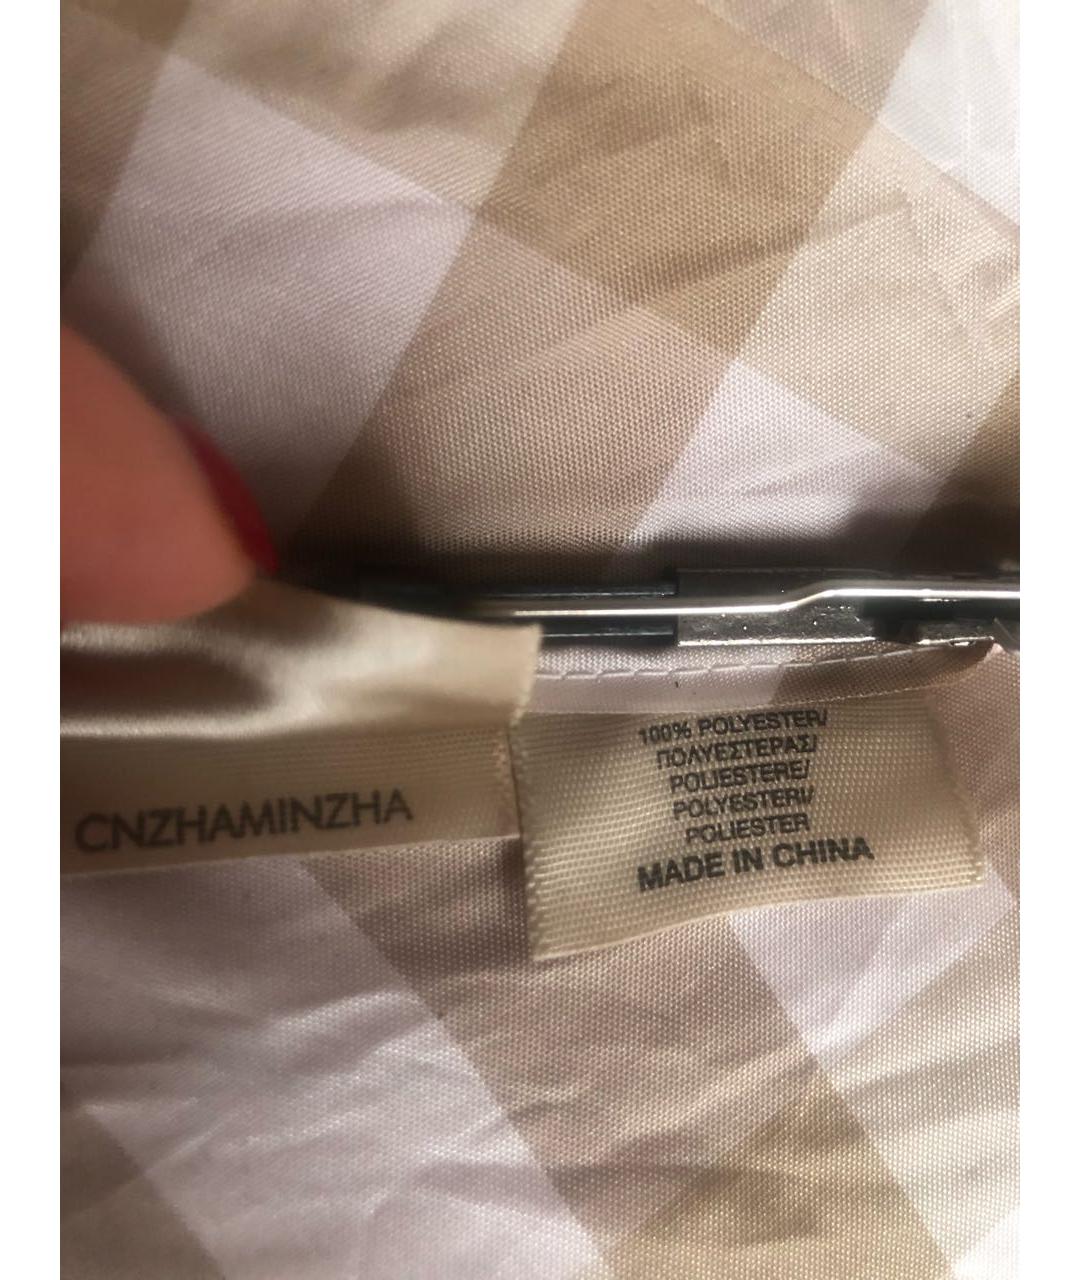 CNZHAMINZHA
100% POLYESTER/
ΠΟΛΥΕΣΤΕΡΑΣ/
POLIESTERE/
POLYESTERI/
POLIESTER
MADE IN CHINA